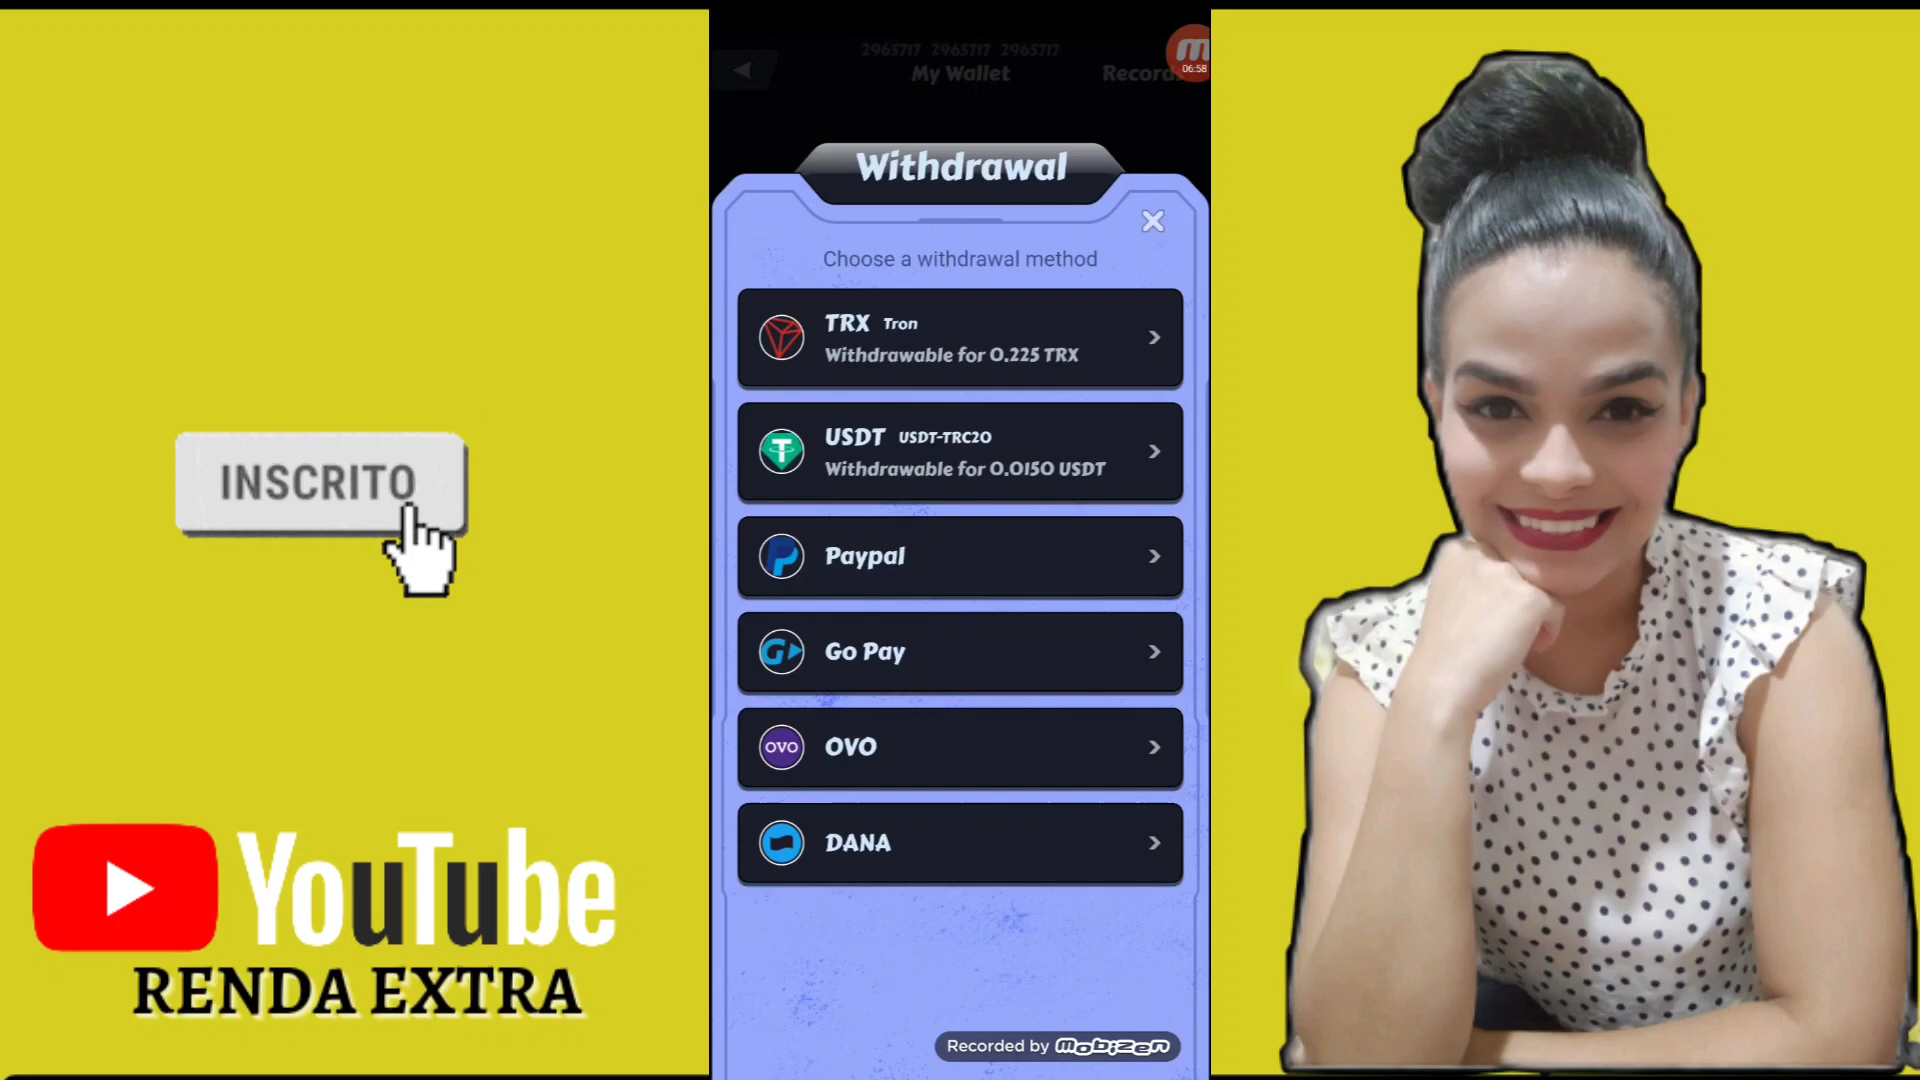 2965717 2965717 2965717
My Wallet
Record
06:58
Withdrawal
Choose a withdrawal method
TRX Tron
Withdrawable for 0.225 TRX
USDT USDT-TRC20
Withdrawable for 0.0150 USDT
Paypal
Go Pay
OVO
OVO
DANA
Recorded by mobizen
INSCRITO
YouTube
RENDA EXTRA